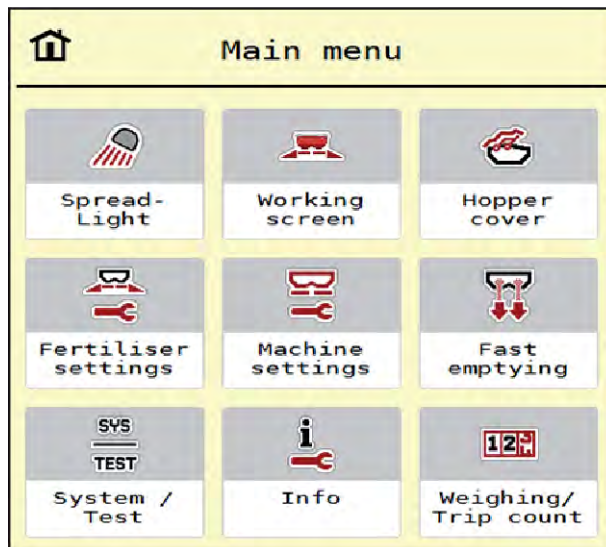 Main menu
Spread-
Light
Working
screen
Hopper
cover
Fertiliser
settings
Machine
settings
Fast
emptying
SYS
TEST
System /
Test
i
Info
12
Weighing/
Trip count